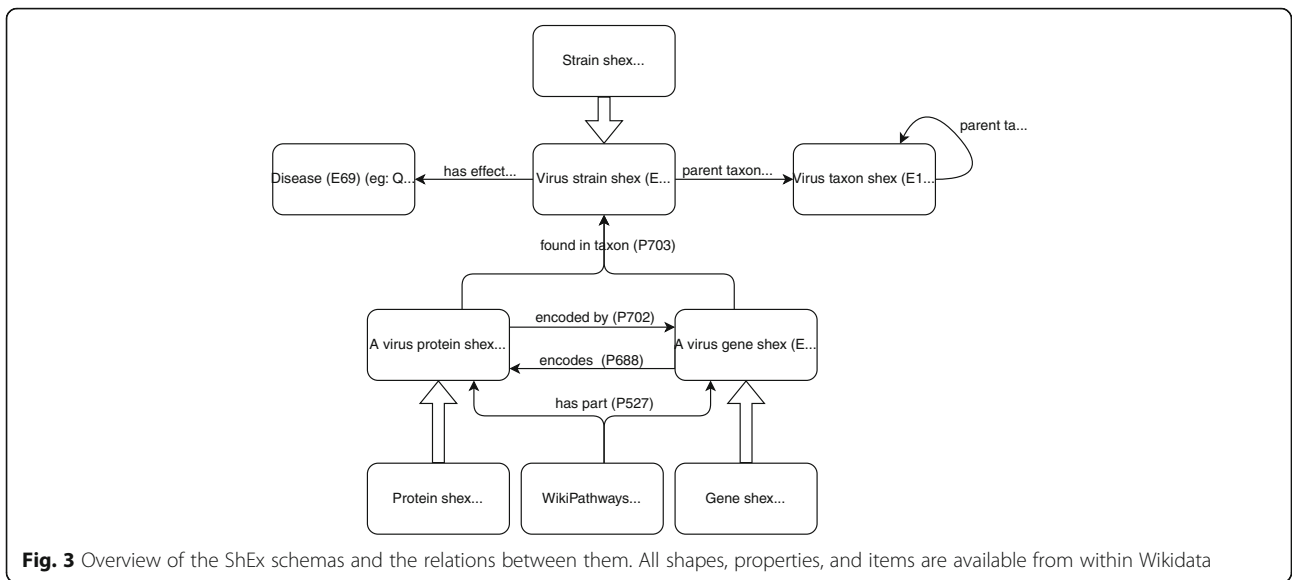 Strain shex...
parent ta...
Disease (E69) (eg: Q...
has effect...
Virus strain shex (E...
parent taxon...
Virus taxon shex (E1...
found in taxon (P703)
A virus protein shex...
encoded by (P702)
encodes (P688)
A virus gene shex (E...
has part (P527)
Protein shex...
WikiPathways...
Gene shex...
Fig. 3 Overview of the ShEx schemas and the relations between them. All shapes, properties, and items are available from within Wikidata